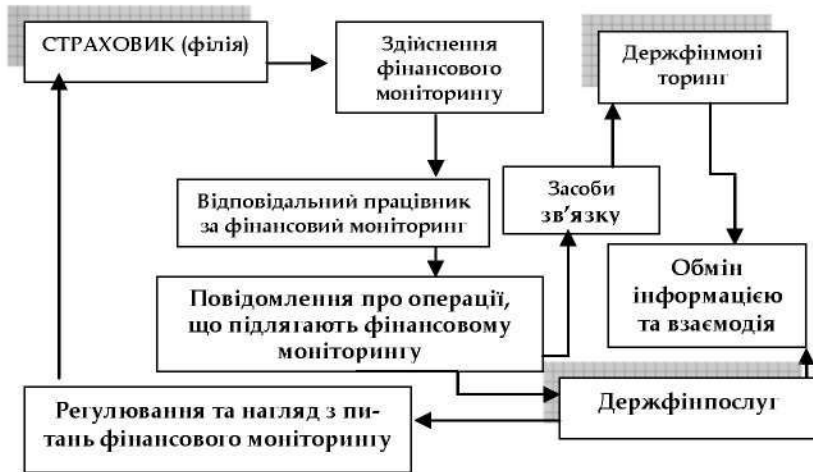 СТРАХОВИК (філія)
Здійснення
фінансового
моніторингу
Держфінмоні
торинг
Відповідальний працівник
за фінансовий моніторинг
Засоби
зв’язку
Повідомлення про операції,
що підлягають фінансовому
моніторингу
Обмін
інформацією
та взаємодія
Регулювання та нагляд з пи-
тань фінансового моніторингу
Держфінпослуг